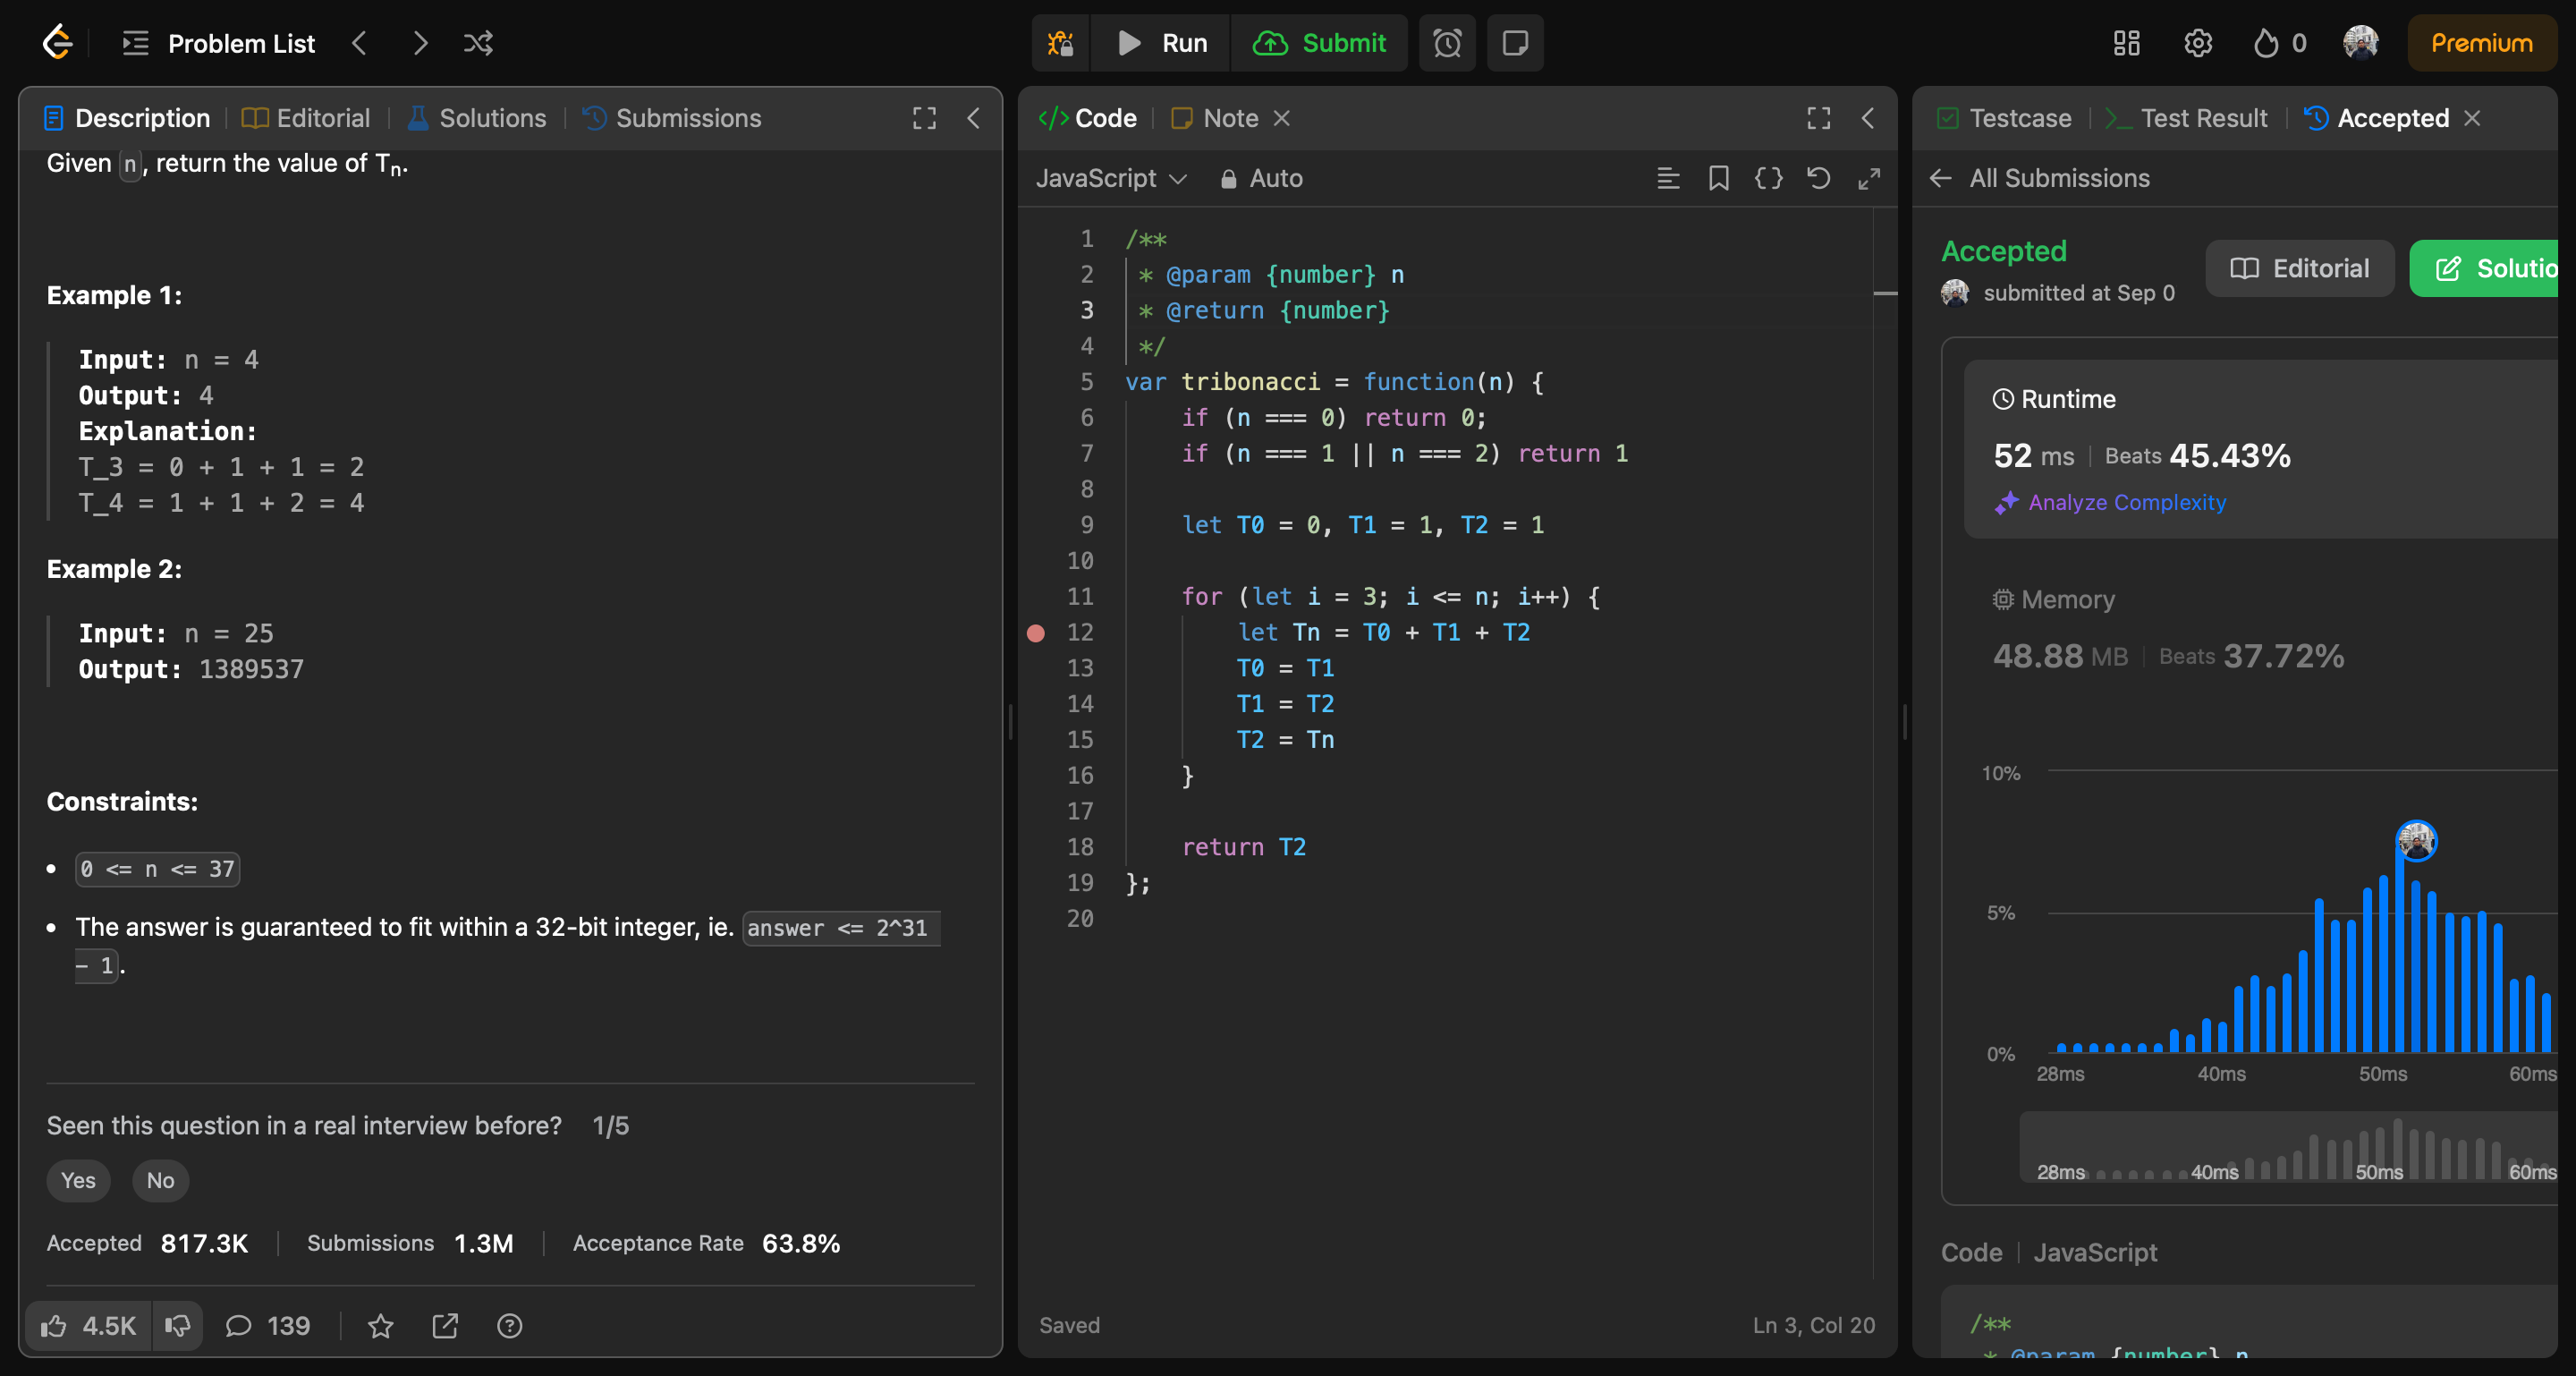 Problem List
Run
Submit
0
Premium
Description
Editorial
Solutions
Submissions
Given n, return the value of Tn.
Example 1:
Input: n = 4
Output: 4
Explanation:
T_3 = 0 + 1 + 1 = 2
T_4 = 1 + 1 + 2 = 4
Example 2:
Input: n = 25
Output: 1389537
Constraints:
• 0 <= n <= 37
• The answer is guaranteed to fit within a 32-bit integer, ie. answer <= 2^31
- 1.
Seen this question in a real interview before? 1/5
Yes No
Accepted 817.3K Submissions 1.3M Acceptance Rate 63.8%
4.5K 139
</> Code
Note
JavaScript
Auto
1 /**
2 * @param {number} n
3 * @return {number}
4 */
5 var tribonacci = function(n) {
6 if (n === 0) return 0;
7 if (n === 1 || n === 2) return 1
8
9 let T0 = 0, T1 = 1, T2 = 1
10
11 for (let i = 3; i <= n; i++) {
12 let Tn = T0 + T1 + T2
13 T0 = T1
14 T1 = T2
15 T2 = Tn
16 }
17
18 return T2
19 };
20
Saved
Ln 3, Col 20
Testcase
Test Result
Accepted
All Submissions
Accepted
submitted at Sep 0
Editorial
Solutio
Runtime
52 ms Beats 45.43%
Analyze Complexity
Memory
48.88 MB Beats 37.72%
10%
5%
0%
28ms 40ms 50ms 60ms
28ms 40ms 50ms 60ms
Code JavaScript
/**
* @param {number} n